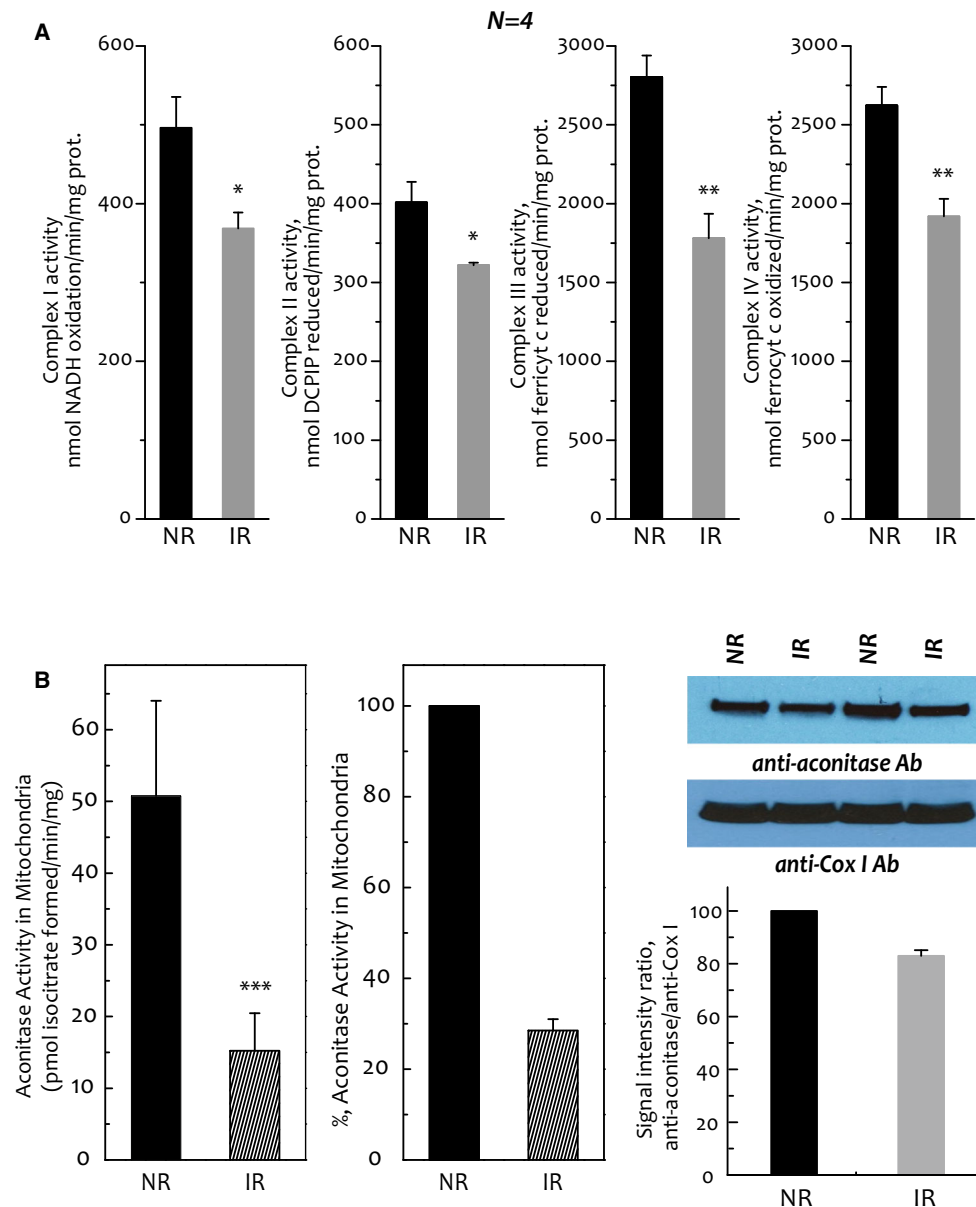 A
N=4
Complex I activity
nmol NADH oxidation/min/mg prot.
600
400
200
0
*
NR IR
Complex II activity,
nmol DCPIP reduced/min/mg prot.
600
500
400
300
200
100
0
*
NR IR
Complex III activity,
nmol ferricyt c reduced/min/mg prot.
3000
2500
2000
1500
1000
500
0
**
NR IR
Complex IV activity,
nmol ferrocyt c oxidized/min/mg prot.
3000
2500
2000
1500
1000
500
0
**
NR IR
B
Aconitase Activity in Mitochondria
(pmol isocitrate formed/min/mg)
60
50
40
30
20
10
0
***
NR IR
%, Aconitase Activity in Mitochondria
100
80
60
40
20
0
NR IR
NR IR NR IR
anti-aconitase Ab
anti-Cox I Ab
Signal intensity ratio,
anti-aconitase/anti-Cox I
100
80
60
40
20
0
NR IR